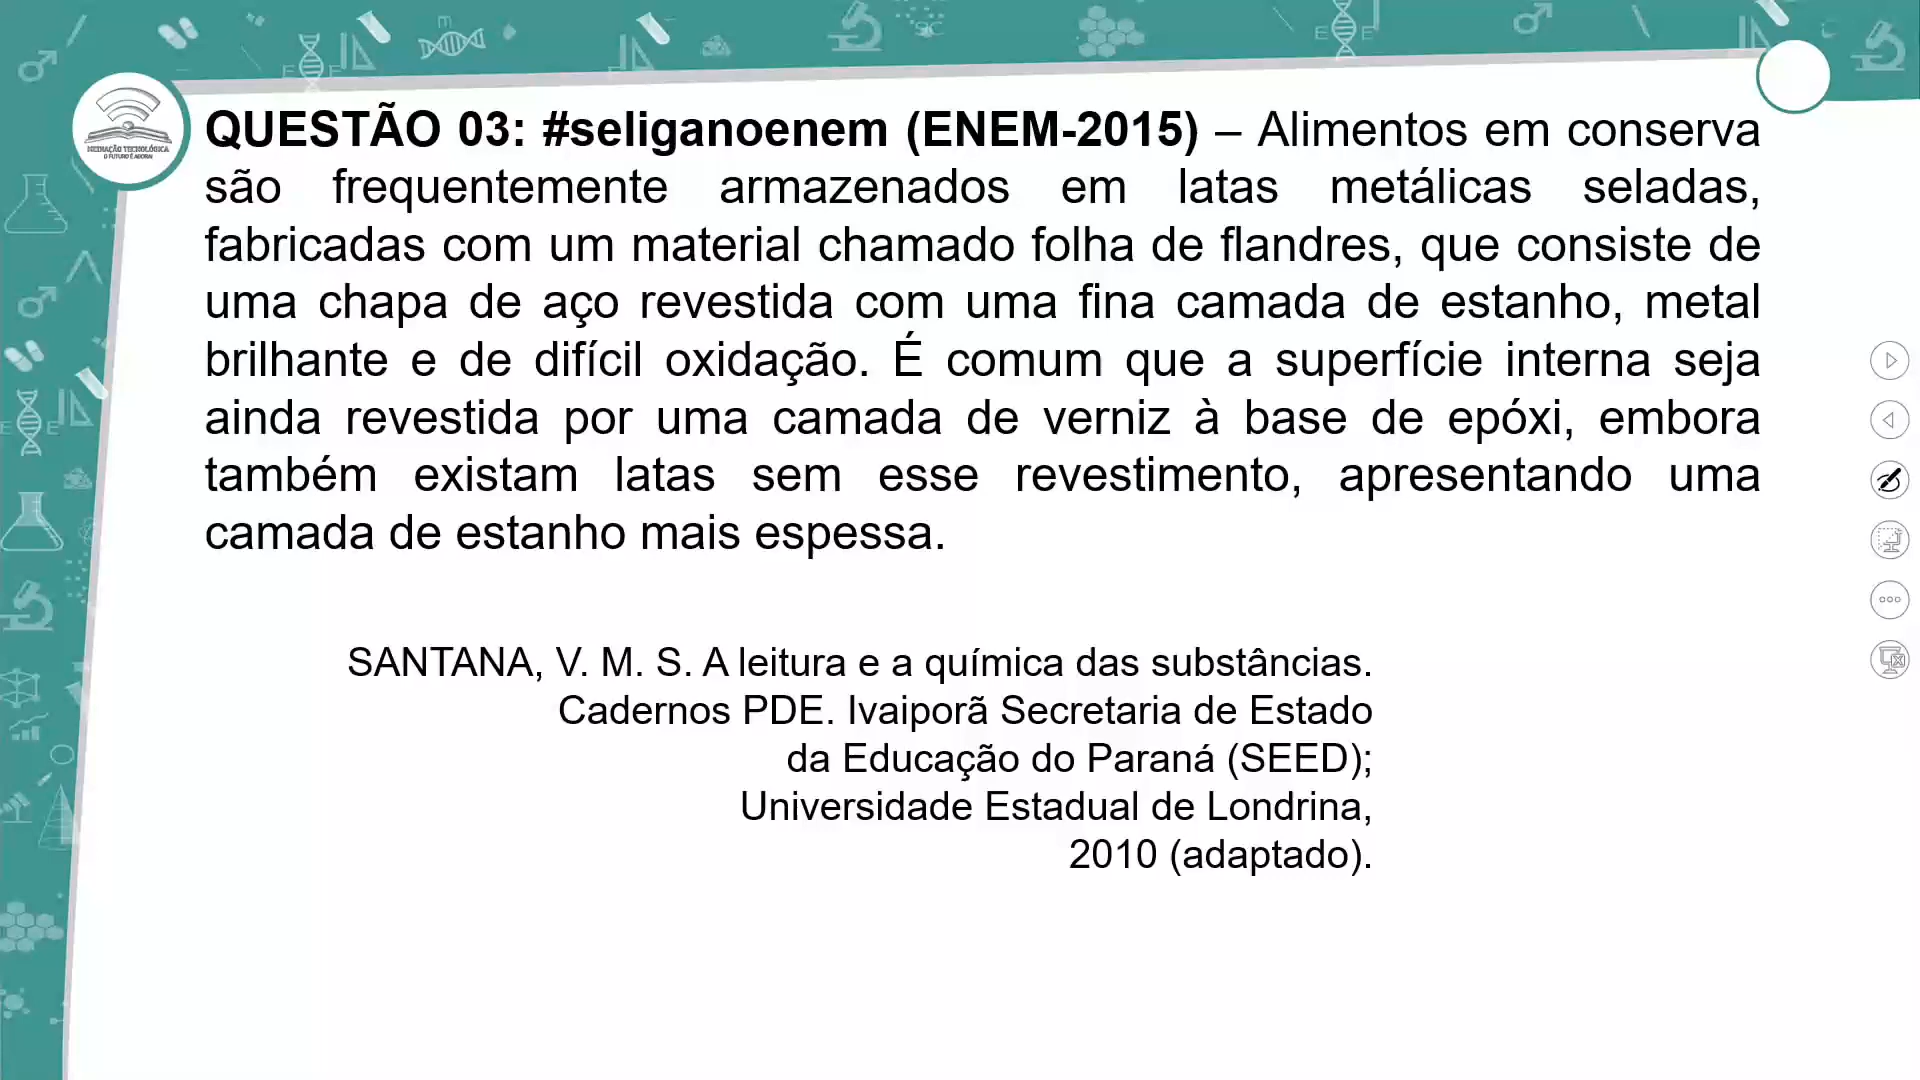 QUESTÃO 03: #seliganoenem (ENEM-2015) – Alimentos em conserva
são frequentemente armazenados em latas metálicas seladas,
fabricadas com um material chamado folha de flandres, que consiste de
uma chapa de aço revestida com uma fina camada de estanho, metal
brilhante e de difícil oxidação. É comum que a superfície interna seja
ainda revestida por uma camada de verniz à base de epóxi, embora
também existam latas sem esse revestimento, apresentando uma
camada de estanho mais espessa.
SANTANA, V. M. S. A leitura e a química das substâncias.
Cadernos PDE. Ivaiporã Secretaria de Estado
da Educação do Paraná (SEED);
Universidade Estadual de Londrina,
2010 (adaptado).